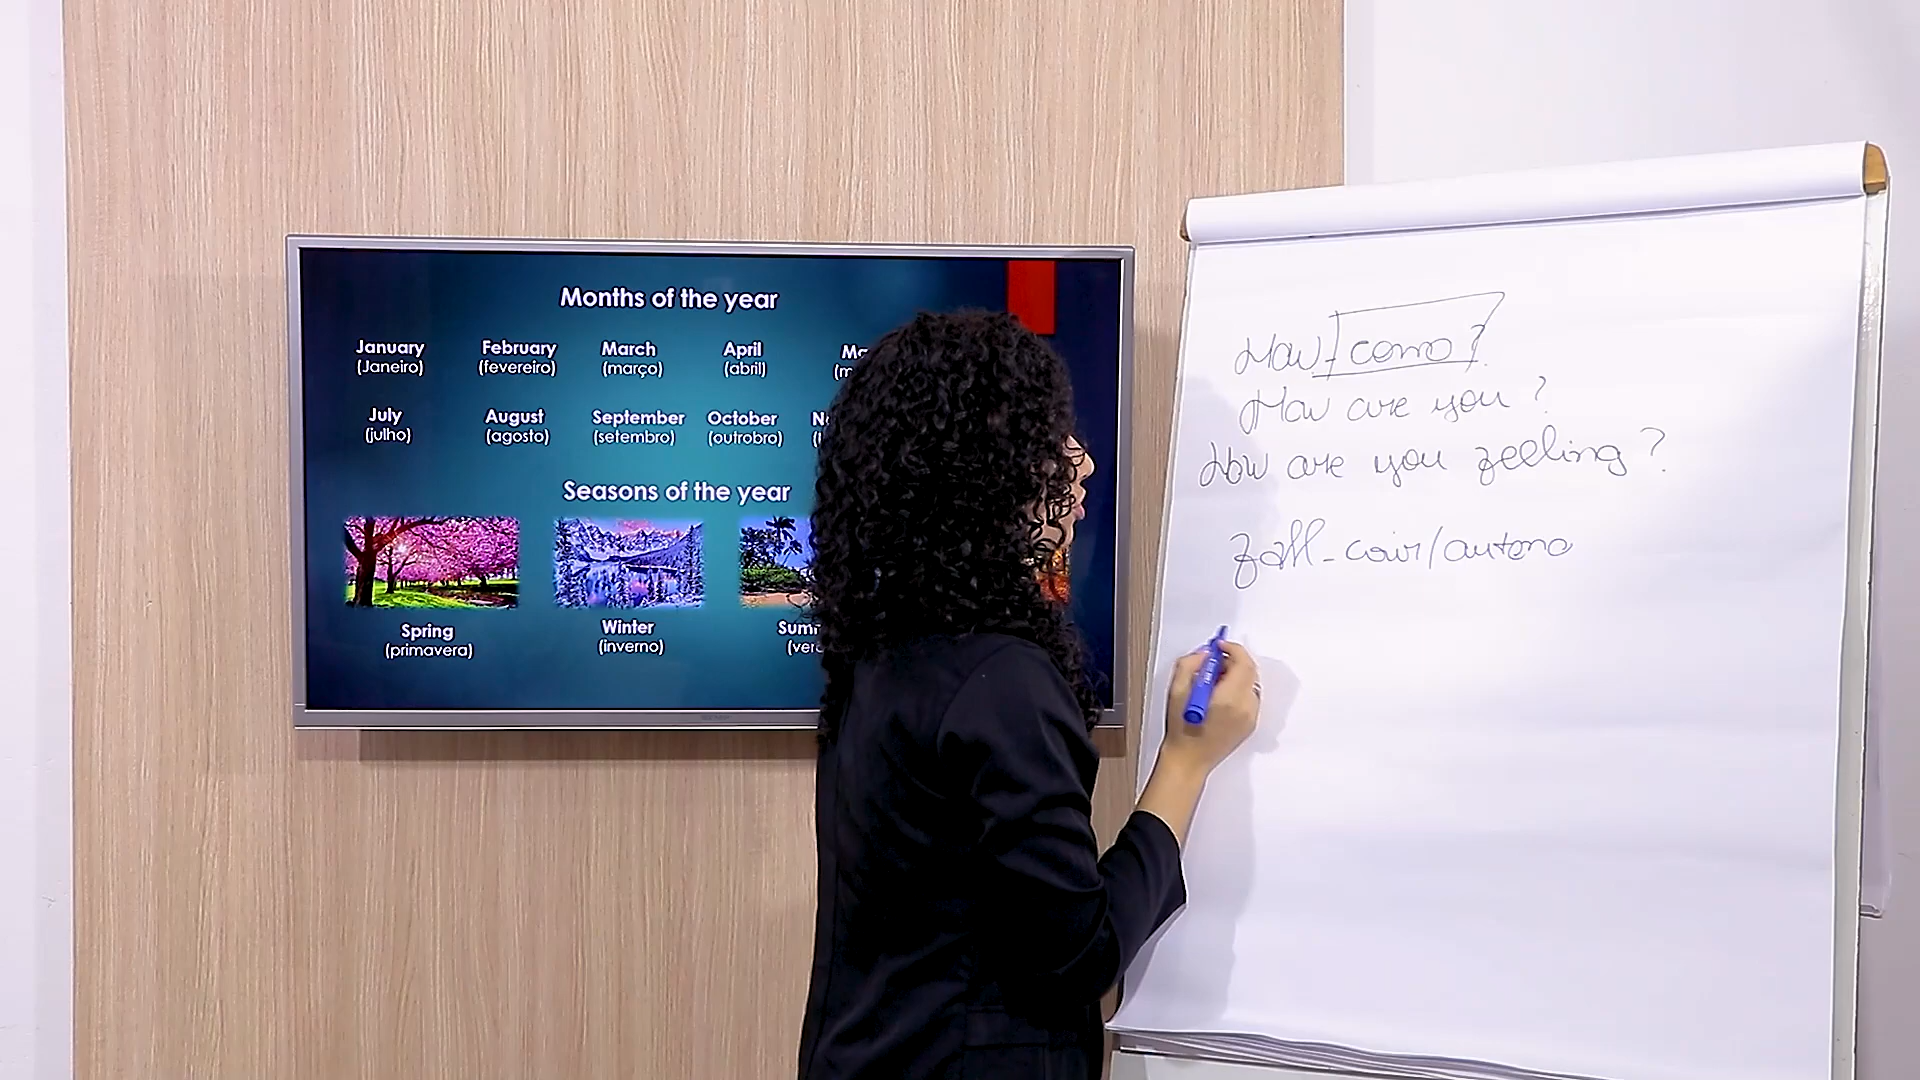 Months of the year
January February March April
(Janeiro) (fevereiro) (março) (abril)
July August September October
(julho) (agosto) (setembro) (outrobro)
Seasons of the year
Spring Winter
(primavera) (inverno)
How - como?
How are you?
How are you feeling?
fall - cair/outono